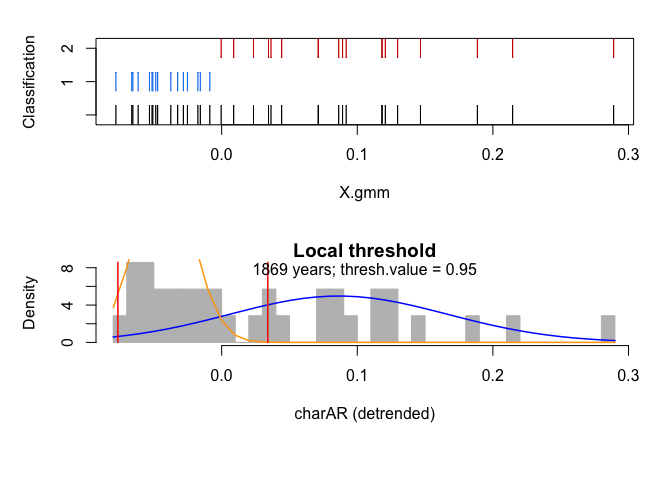 Classification
2
1
0.0 0.1 0.2 0.3
X.gmm
Local threshold
1869 years; thresh.value = 0.95
Density
8
4
0
0.0 0.1 0.2 0.3
charAR (detrended)